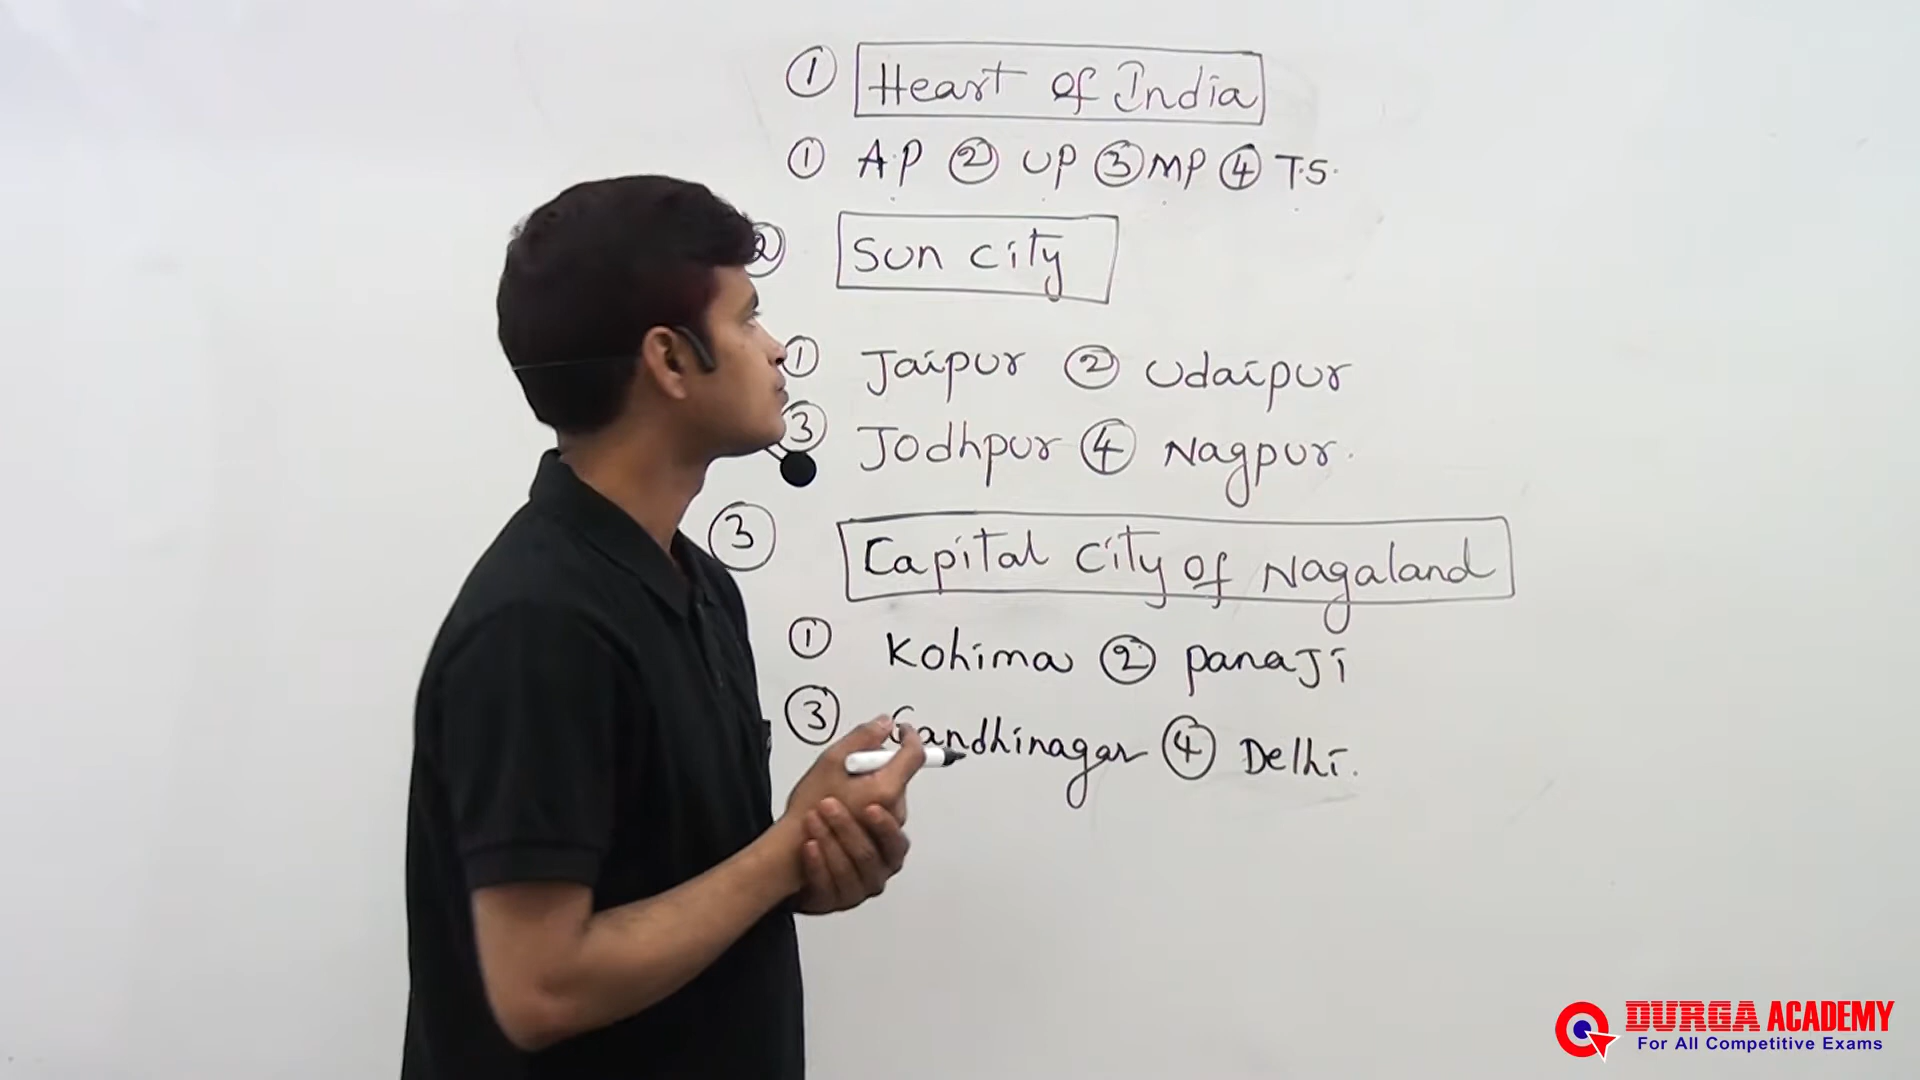 ① Heart of India
① A.P ② UP ③ MP ④ T.S.
② Sun City
① Jaipur ② Udaipur
③ Jodhpur ④ Nagpur.
③ Capital City of Nagaland
① Kohima ② PanaJi
③ Gandhinagar ④ Delhi.
DURGA ACADEMY
For All Competitive Exams